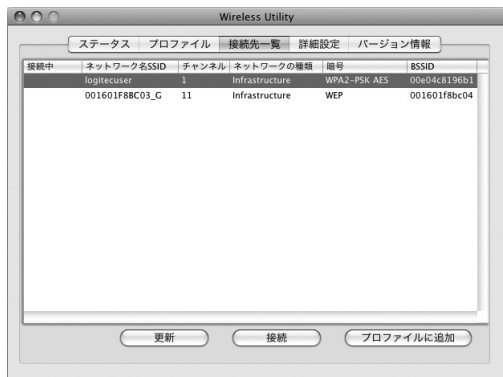 Wireless Utility
ステータス プロファイル 接続先一覧 詳細設定 バージョン情報
接続中 ネットワーク名SSID チャンネル ネットワークの種類 暗号 BSSID
logitecuser 1 Infrastructure WPA2-PSK AES 00e04c8196b1
001601F8BC03_G 11 Infrastructure WEP 001601f8bc04
更新 接続 プロファイルに追加